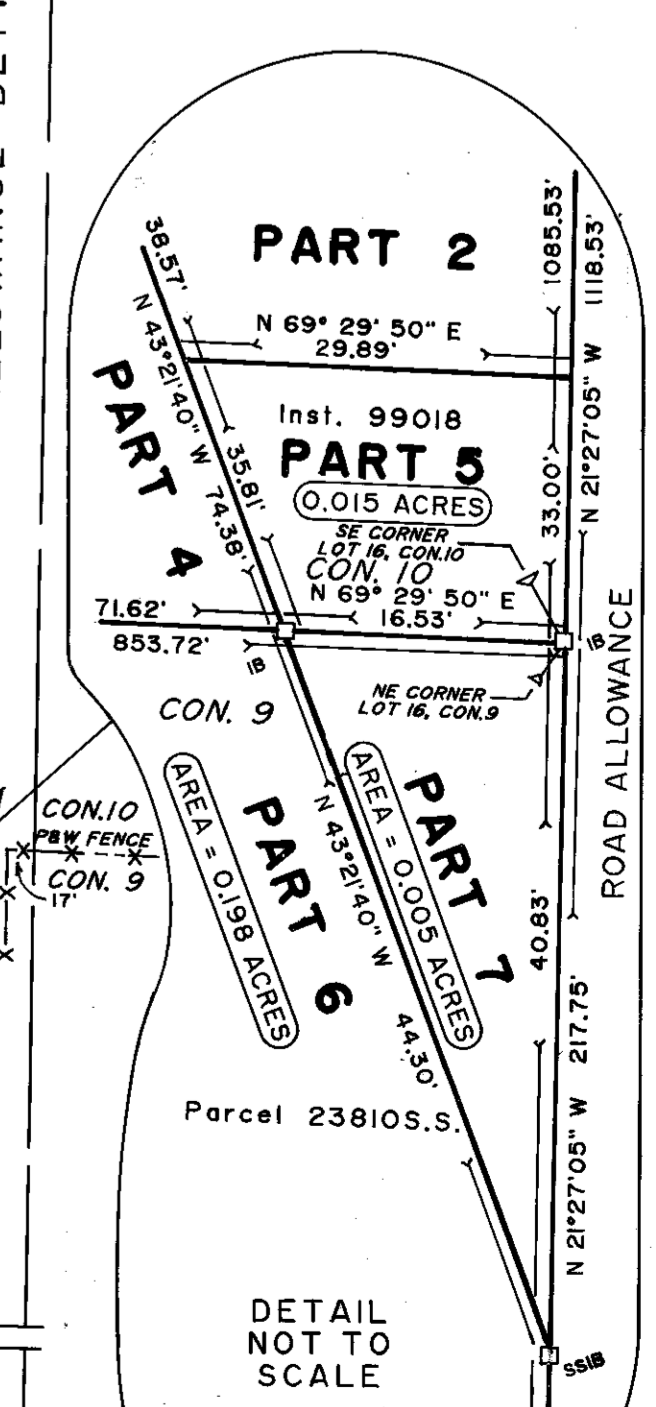 PART 2
38.57'
1085.53'
1118.53'
N 69° 29' 50" E
29.89'
N 43°21'40" W 74.38'
N 21°27'05" W
PART 4
35.81'
Inst. 99018
PART 5
0.015 ACRES
33.00'
SE CORNER
LOT 16, CON.10
CON. 10
N 69° 29' 50" E
71.62'
16.53'
853.72'
IB
IB
NE CORNER
LOT 16, CON.9
CON. 9
ROAD ALLOWANCE
CON.10
P&W FENCE
CON. 9
17'
AREA = 0.198 ACRES
PART 6
N 43°21'40" W
AREA = 0.005 ACRES
PART 7
40.83'
44.30'
N 21°27'05" W 217.75'
Parcel 23810S.S.
DETAIL
NOT TO
SCALE
SSIB